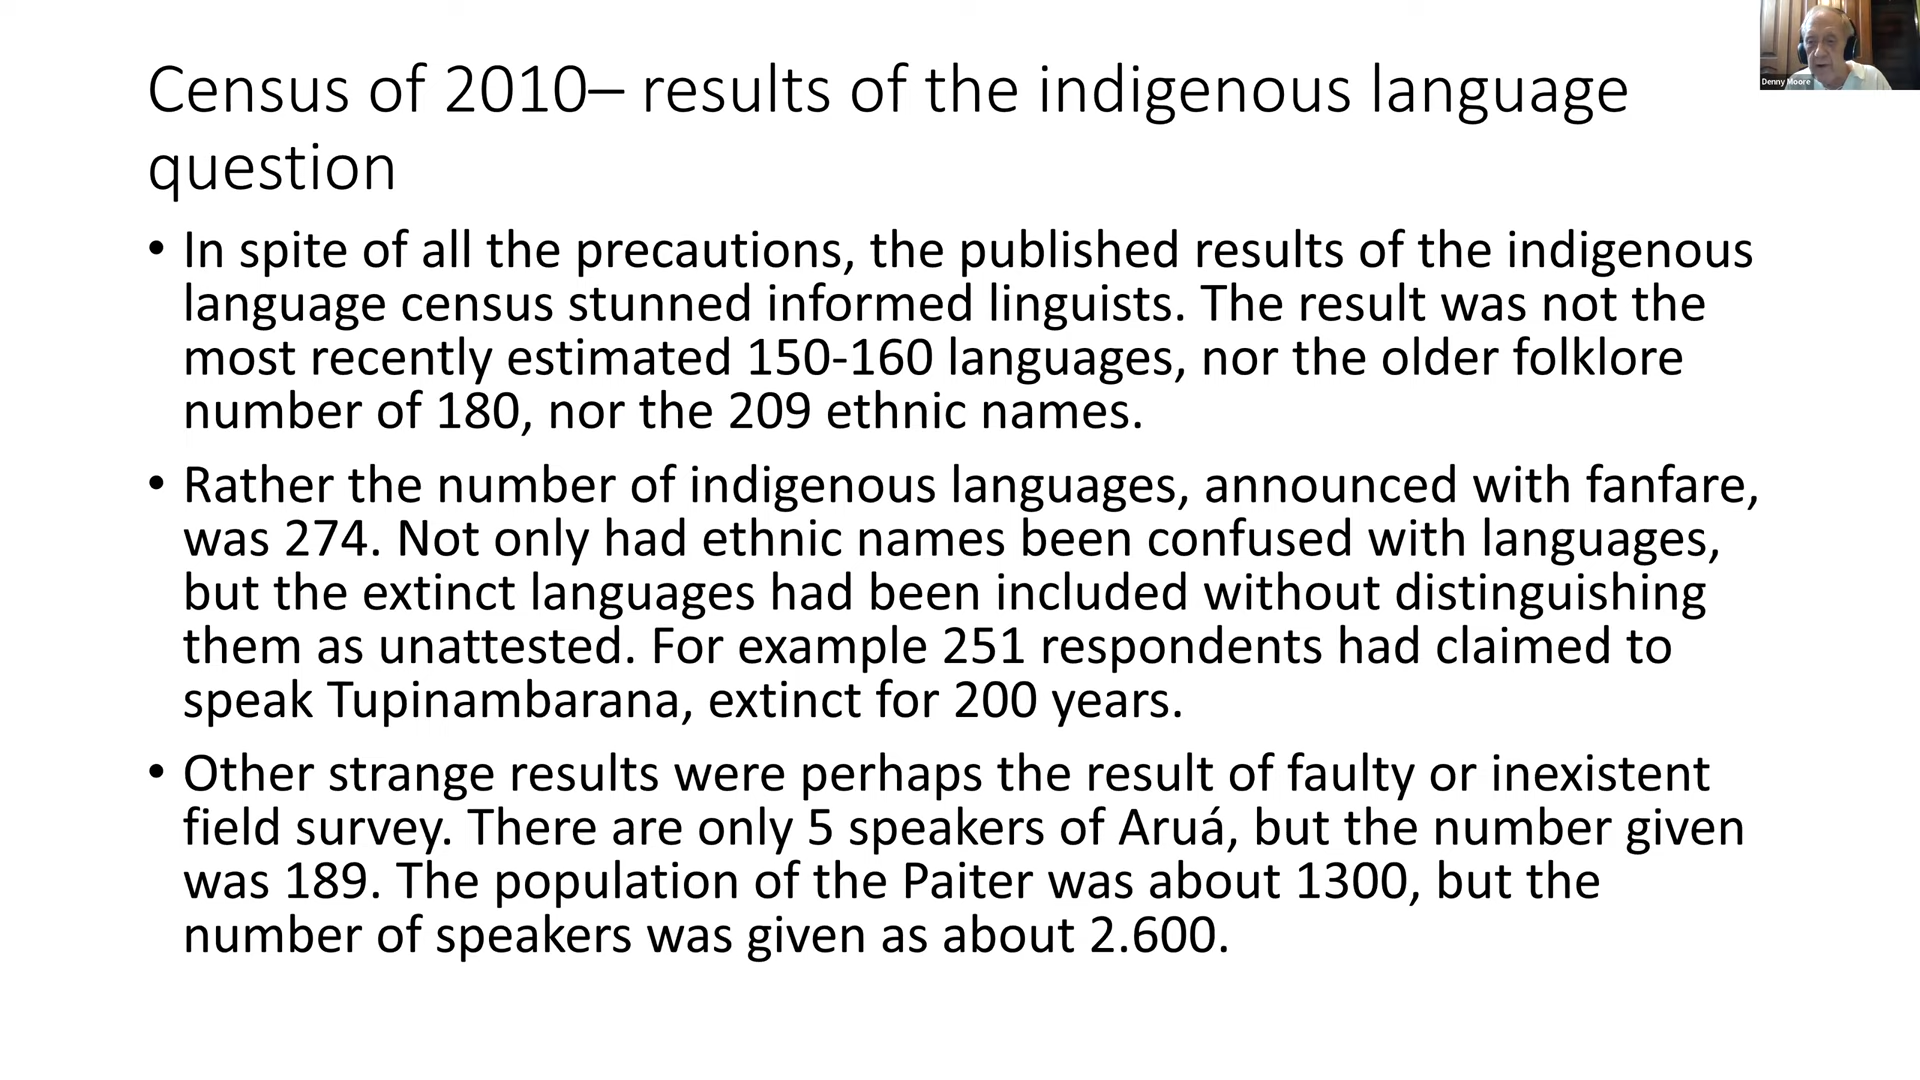 Census of 2010– results of the indigenous language
question
• In spite of all the precautions, the published results of the indigenous
language census stunned informed linguists. The result was not the
most recently estimated 150-160 languages, nor the older folklore
number of 180, nor the 209 ethnic names.
• Rather the number of indigenous languages, announced with fanfare,
was 274. Not only had ethnic names been confused with languages,
but the extinct languages had been included without distinguishing
them as unattested. For example 251 respondents had claimed to
speak Tupinambarana, extinct for 200 years.
• Other strange results were perhaps the result of faulty or inexistent
field survey. There are only 5 speakers of Aruá, but the number given
was 189. The population of the Paiter was about 1300, but the
number of speakers was given as about 2.600.
Denny Moore